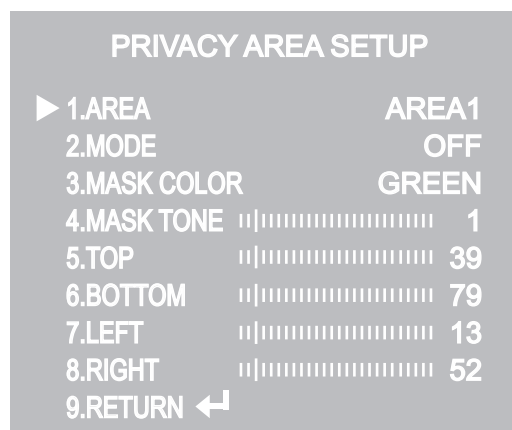 PRIVACY AREA SETUP
1.AREA AREA1
2.MODE OFF
3.MASK COLOR GREEN
4.MASK TONE 1
5.TOP 39
6.BOTTOM 79
7.LEFT 13
8.RIGHT 52
9.RETURN